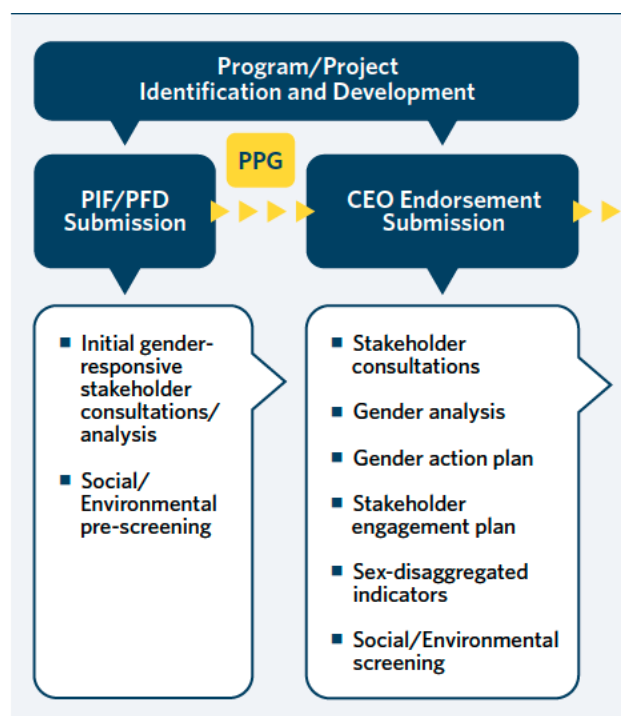 Program/Project
Identification and Development
PPG
PIF/PFD
Submission
CEO Endorsement
Submission
■ Initial gender-
responsive
stakeholder
consultations/
analysis
■ Social/
Environmental
pre-screening
■ Stakeholder
consultations
■ Gender analysis
■ Gender action plan
■ Stakeholder
engagement plan
■ Sex-disaggregated
indicators
■ Social/Environmental
screening